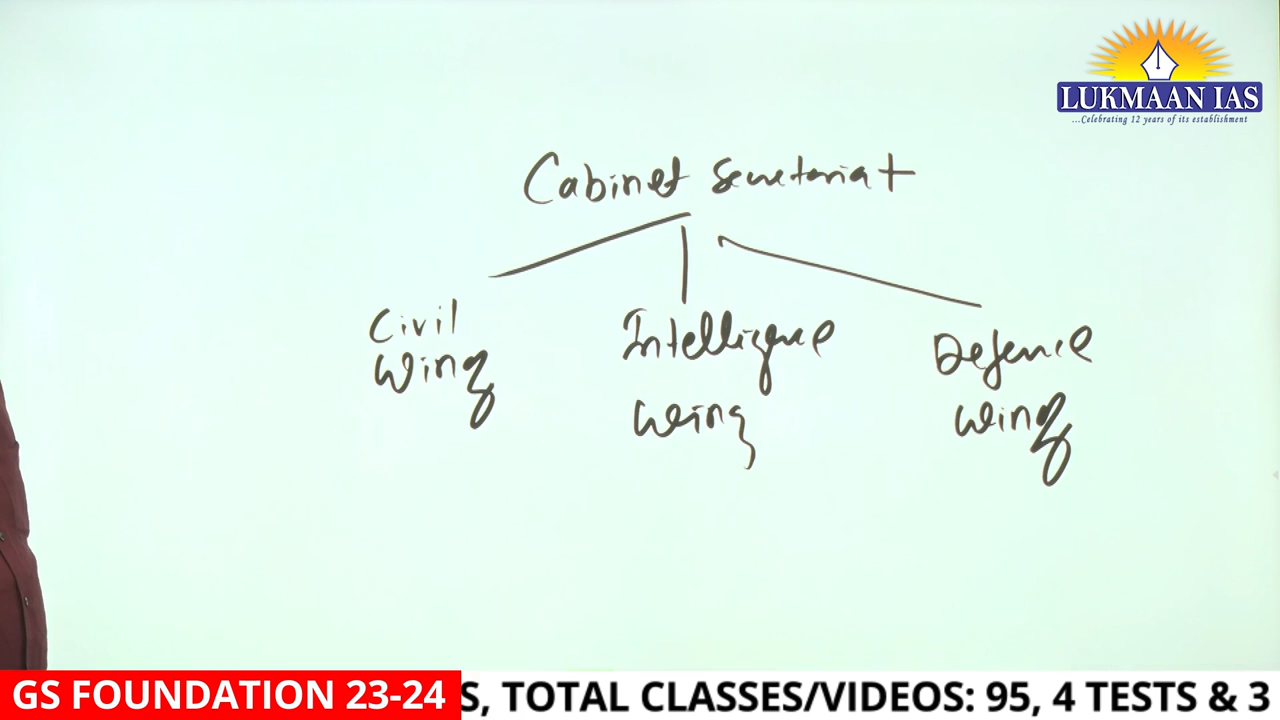 LUKMAAN IAS
...Celebrating 12 years of its establishment
Cabinet Secretariat
Civil
Wing
Intelligence
Wing
Defence
Wing
GS FOUNDATION 23-24
S, TOTAL CLASSES/VIDEOS: 95, 4 TESTS & 3